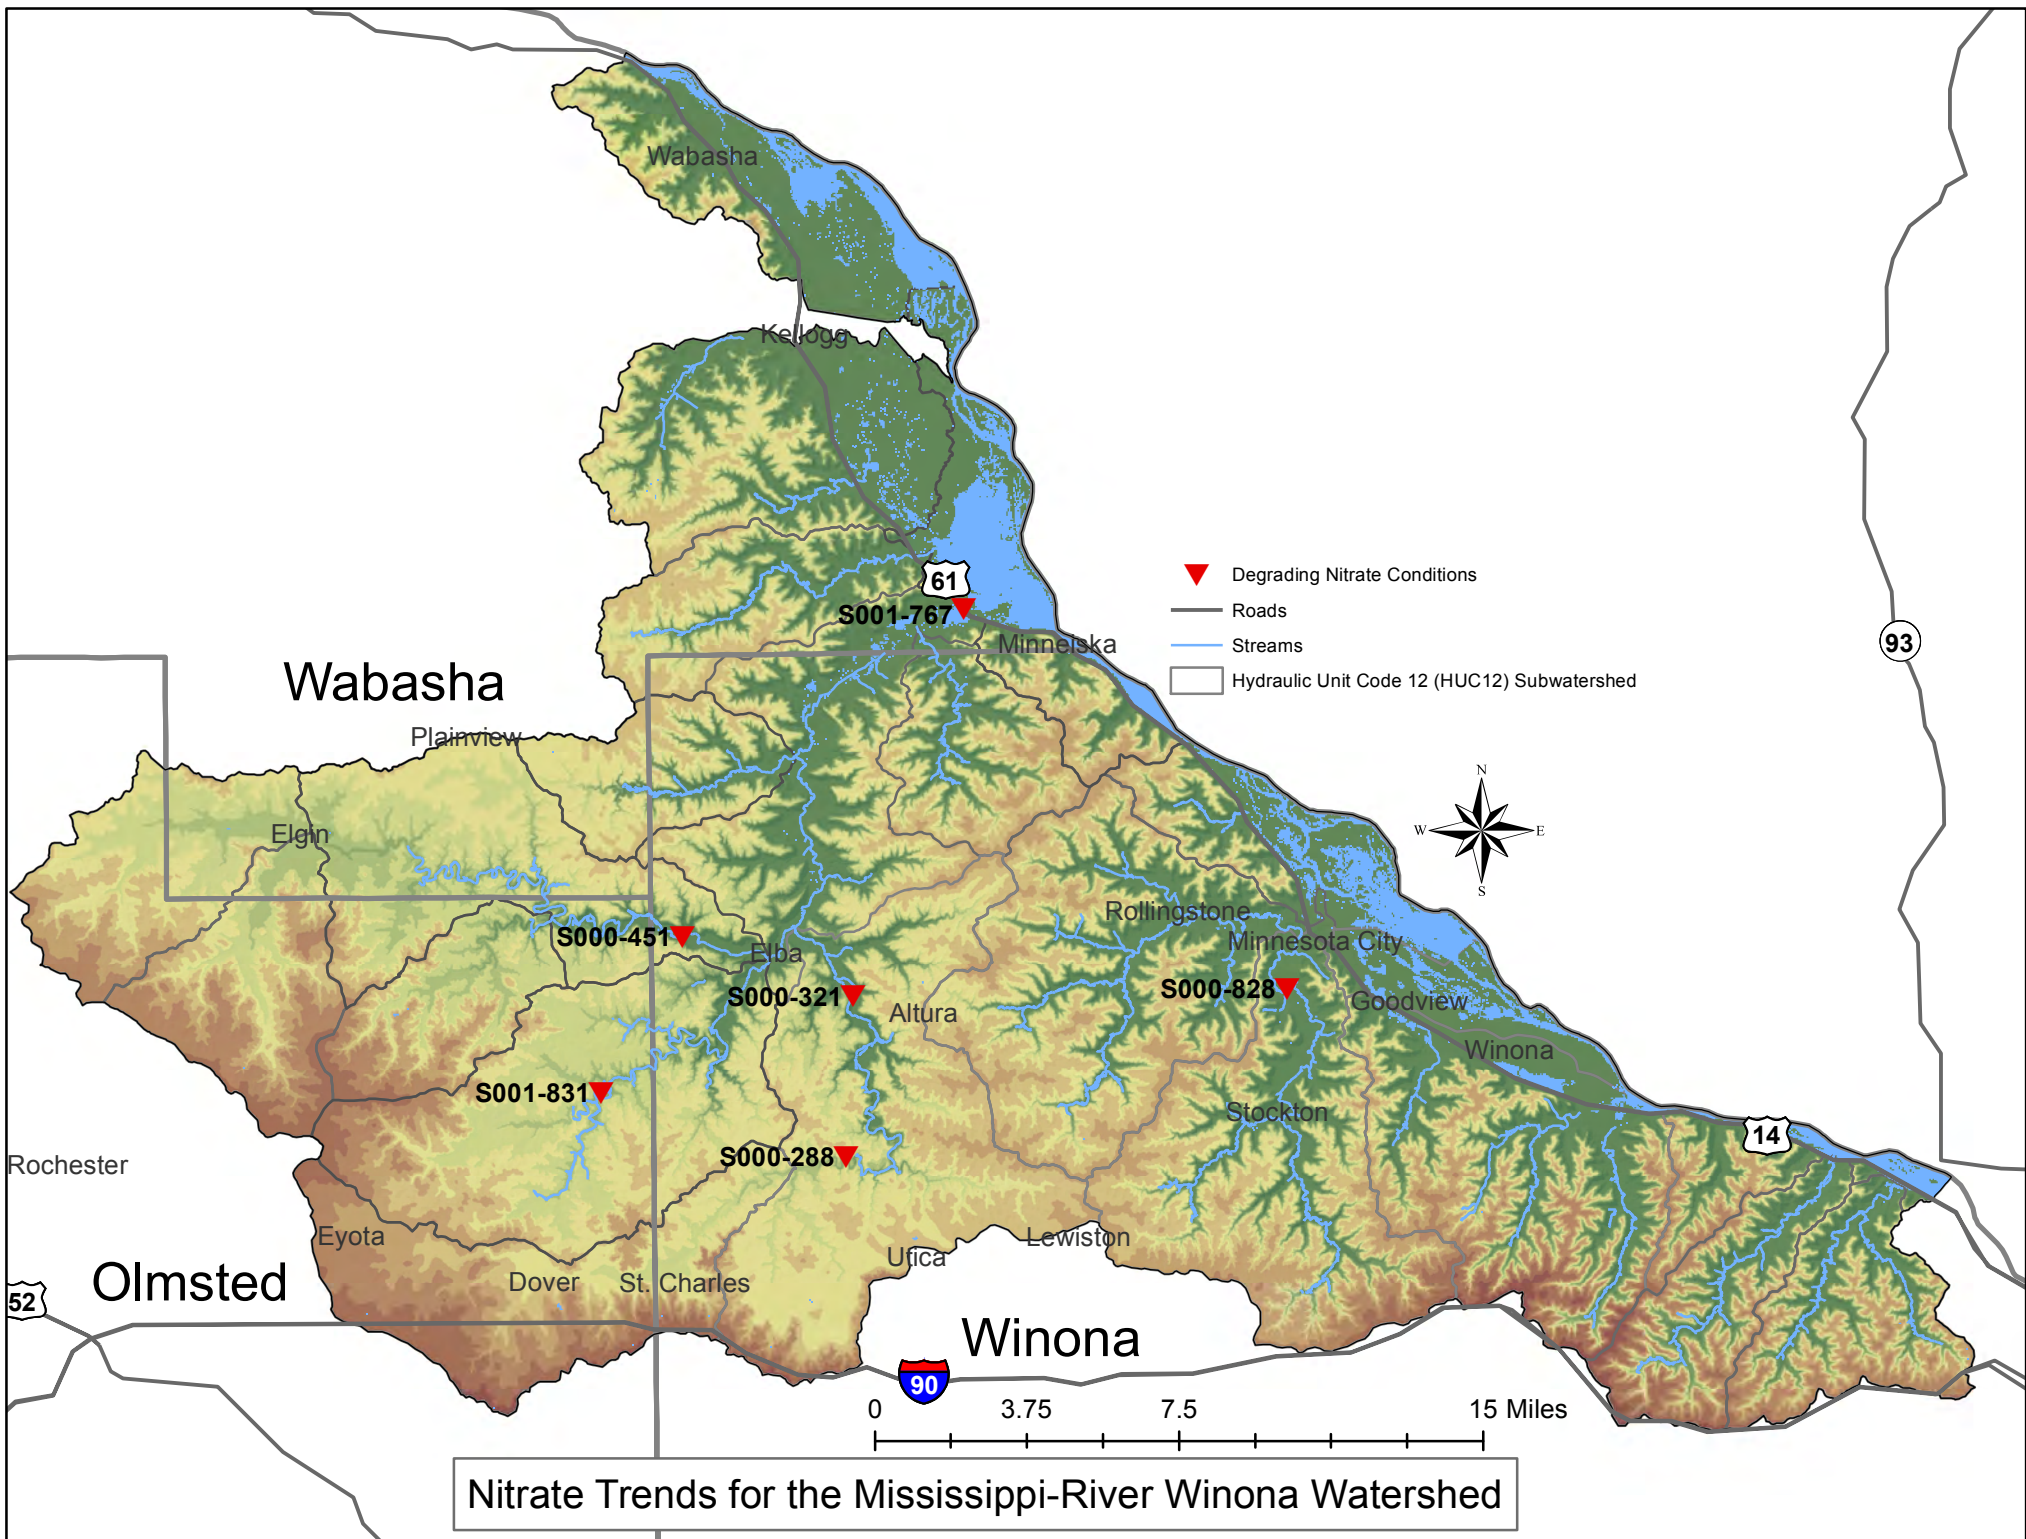 Wabasha
Kellogg
61
S001-767
Minneiska
Degrading Nitrate Conditions
Roads
Streams
Hydraulic Unit Code 12 (HUC12) Subwatershed
93
Wabasha
Plainview
Elgin
N
W
E
S
Rollingstone
Minnesota City
S000-451
Elba
S000-321
Altura
S000-828
Goodview
Winona
S001-831
Stockton
14
S000-288
Rochester
Eyota
Utica
Lewiston
Olmsted
Dover
St. Charles
52
Winona
90
0 3.75 7.5 15 Miles
Nitrate Trends for the Mississippi-River Winona Watershed